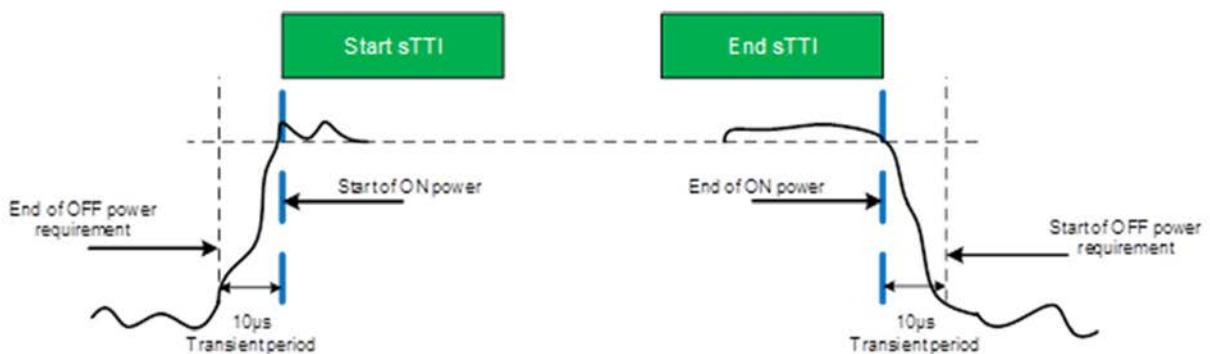 Start sTTI
End sTTI
Start of ON power
End of ON power
End of OFF power
requirement
Start of OFF power
requirement
10µs
Transient period
10µs
Transient period